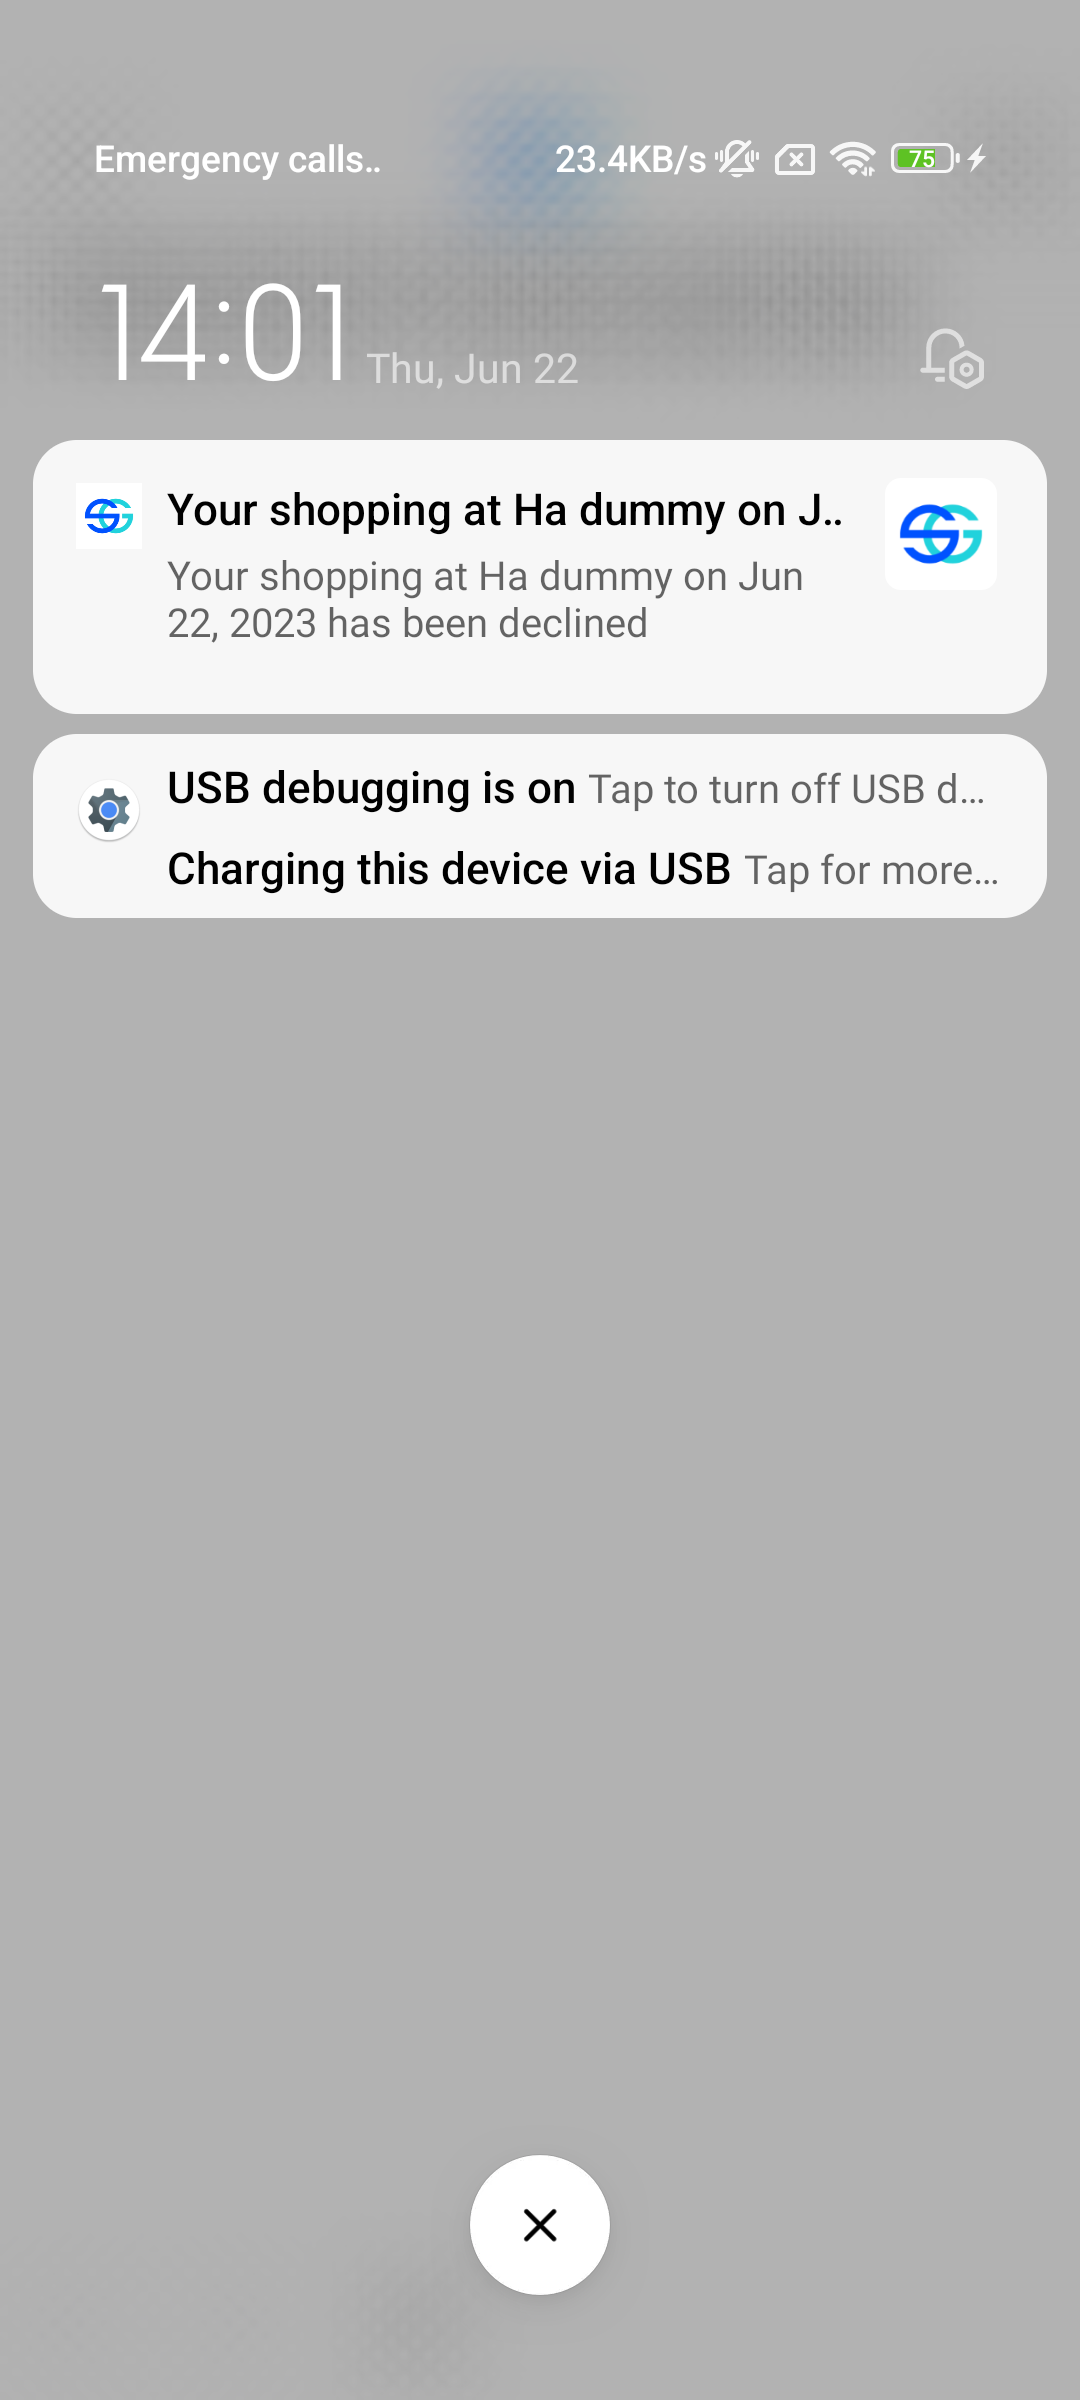 Emergency calls.. 23.4KB/s 75
14:01 Thu, Jun 22
Your shopping at Ha dummy on J..
Your shopping at Ha dummy on Jun
22, 2023 has been declined
USB debugging is on Tap to turn off USB d...
Charging this device via USB Tap for more...